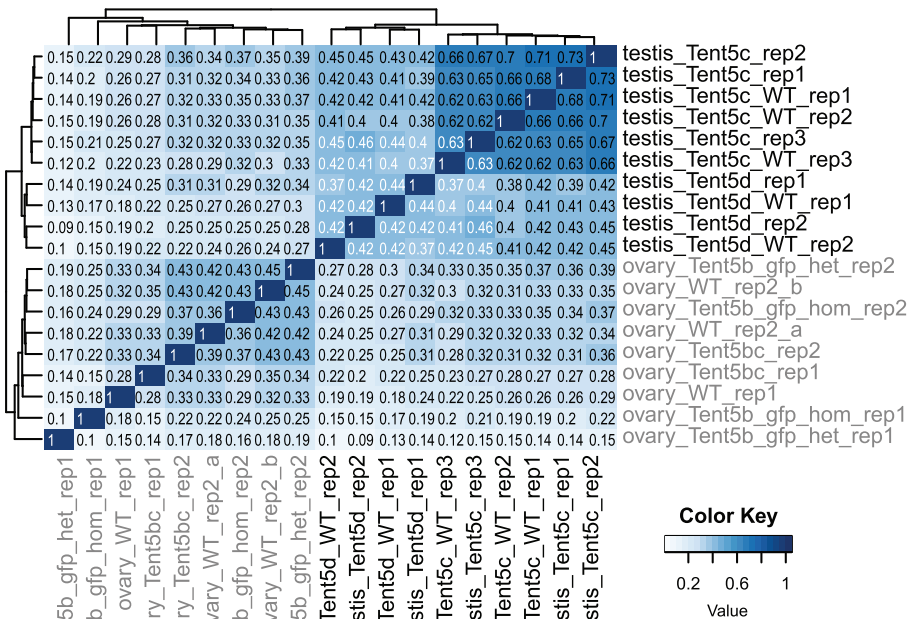 0.15 0.22 0.29 0.28 0.36 0.34 0.37 0.35 0.39 0.45 0.45 0.43 0.42 0.66 0.67 0.7 0.71 0.73 1 testis_Tent5c_rep2
0.14 0.2 0.26 0.27 0.33 0.31 0.34 0.33 0.36 0.42 0.43 0.41 0.39 0.63 0.65 0.66 0.68 1 0.73 testis_Tent5c_rep1
0.14 0.19 0.26 0.27 0.32 0.33 0.35 0.33 0.37 0.42 0.42 0.41 0.42 0.62 0.63 0.66 1 0.68 0.71 testis_Tent5c_WT_rep1
0.15 0.19 0.26 0.28 0.31 0.32 0.33 0.31 0.35 0.41 0.4 0.4 0.38 0.62 0.62 1 0.66 0.66 0.7 testis_Tent5c_WT_rep2
0.15 0.21 0.25 0.27 0.32 0.32 0.33 0.32 0.35 0.45 0.46 0.44 0.4 0.63 1 0.62 0.63 0.65 0.67 testis_Tent5c_rep3
0.12 0.2 0.22 0.23 0.28 0.29 0.32 0.3 0.33 0.42 0.41 0.4 0.37 1 0.63 0.62 0.62 0.63 0.66 testis_Tent5c_WT_rep3
0.14 0.19 0.24 0.25 0.31 0.31 0.29 0.32 0.34 0.37 0.42 0.44 1 0.37 0.4 0.38 0.42 0.39 0.42 testis_Tent5d_rep1
0.13 0.17 0.18 0.22 0.25 0.27 0.26 0.27 0.3 0.42 0.42 1 0.44 0.4 0.44 0.4 0.41 0.41 0.43 testis_Tent5d_WT_rep1
0.09 0.15 0.19 0.2 0.25 0.25 0.25 0.25 0.28 0.42 1 0.42 0.42 0.41 0.46 0.4 0.42 0.43 0.45 testis_Tent5d_rep2
0.1 0.15 0.19 0.22 0.22 0.24 0.26 0.24 0.27 1 0.42 0.42 0.37 0.42 0.45 0.41 0.42 0.42 0.45 testis_Tent5d_WT_rep2
0.19 0.25 0.33 0.34 0.43 0.42 0.43 0.45 1 0.27 0.28 0.3 0.34 0.33 0.35 0.35 0.37 0.36 0.39 ovary_Tent5b_gfp_het_rep2
0.18 0.25 0.32 0.35 0.43 0.42 0.43 1 0.45 0.24 0.25 0.27 0.32 0.3 0.32 0.31 0.33 0.33 0.35 ovary_WT_rep2_b
0.16 0.24 0.29 0.29 0.37 0.36 1 0.43 0.43 0.26 0.25 0.26 0.29 0.32 0.33 0.33 0.35 0.34 0.37 ovary_Tent5b_gfp_hom_rep2
0.18 0.22 0.33 0.33 0.39 1 0.36 0.42 0.42 0.24 0.25 0.27 0.31 0.29 0.32 0.32 0.33 0.32 0.34 ovary_WT_rep2_a
0.17 0.22 0.33 0.34 1 0.39 0.37 0.43 0.43 0.22 0.25 0.25 0.31 0.28 0.32 0.31 0.32 0.31 0.36 ovary_Tent5bc_rep2
0.14 0.15 0.28 1 0.34 0.33 0.29 0.35 0.34 0.22 0.2 0.22 0.25 0.23 0.27 0.28 0.27 0.27 0.28 ovary_Tent5bc_rep1
0.15 0.18 1 0.28 0.33 0.33 0.29 0.32 0.33 0.19 0.19 0.18 0.24 0.22 0.25 0.26 0.26 0.26 0.29 ovary_WT_rep1
0.1 1 0.18 0.15 0.22 0.22 0.24 0.25 0.25 0.15 0.15 0.17 0.19 0.2 0.21 0.19 0.19 0.2 0.22 ovary_Tent5b_gfp_hom_rep1
1 0.1 0.15 0.14 0.17 0.18 0.16 0.18 0.19 0.1 0.09 0.13 0.14 0.12 0.15 0.15 0.14 0.14 0.15 ovary_Tent5b_gfp_het_rep1
5b_gfp_het_rep1
b_gfp_hom_rep1
ovary_WT_rep1
ry_Tent5bc_rep1
ry_Tent5bc_rep2
vary_WT_rep2_a
b_gfp_hom_rep2
vary_WT_rep2_b
5b_gfp_het_rep2
Tent5d_WT_rep2
stis_Tent5d_rep2
Tent5d_WT_rep1
stis_Tent5d_rep1
Tent5c_WT_rep3
stis_Tent5c_rep3
Tent5c_WT_rep2
Tent5c_WT_rep1
stis_Tent5c_rep1
stis_Tent5c_rep2
Color Key
0.2 0.6 1
Value